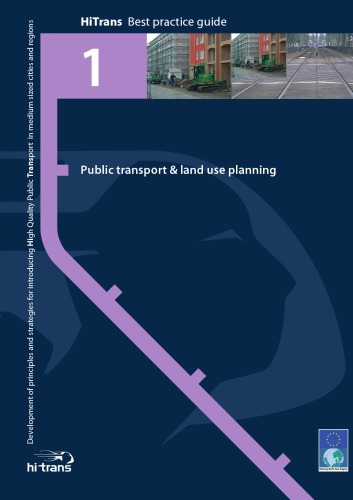 HiTrans Best practice guide
1
Public transport & land use planning
Development of principles and strategies for introducing High Quality Public Transport in medium sized cities and regions
hi-trans